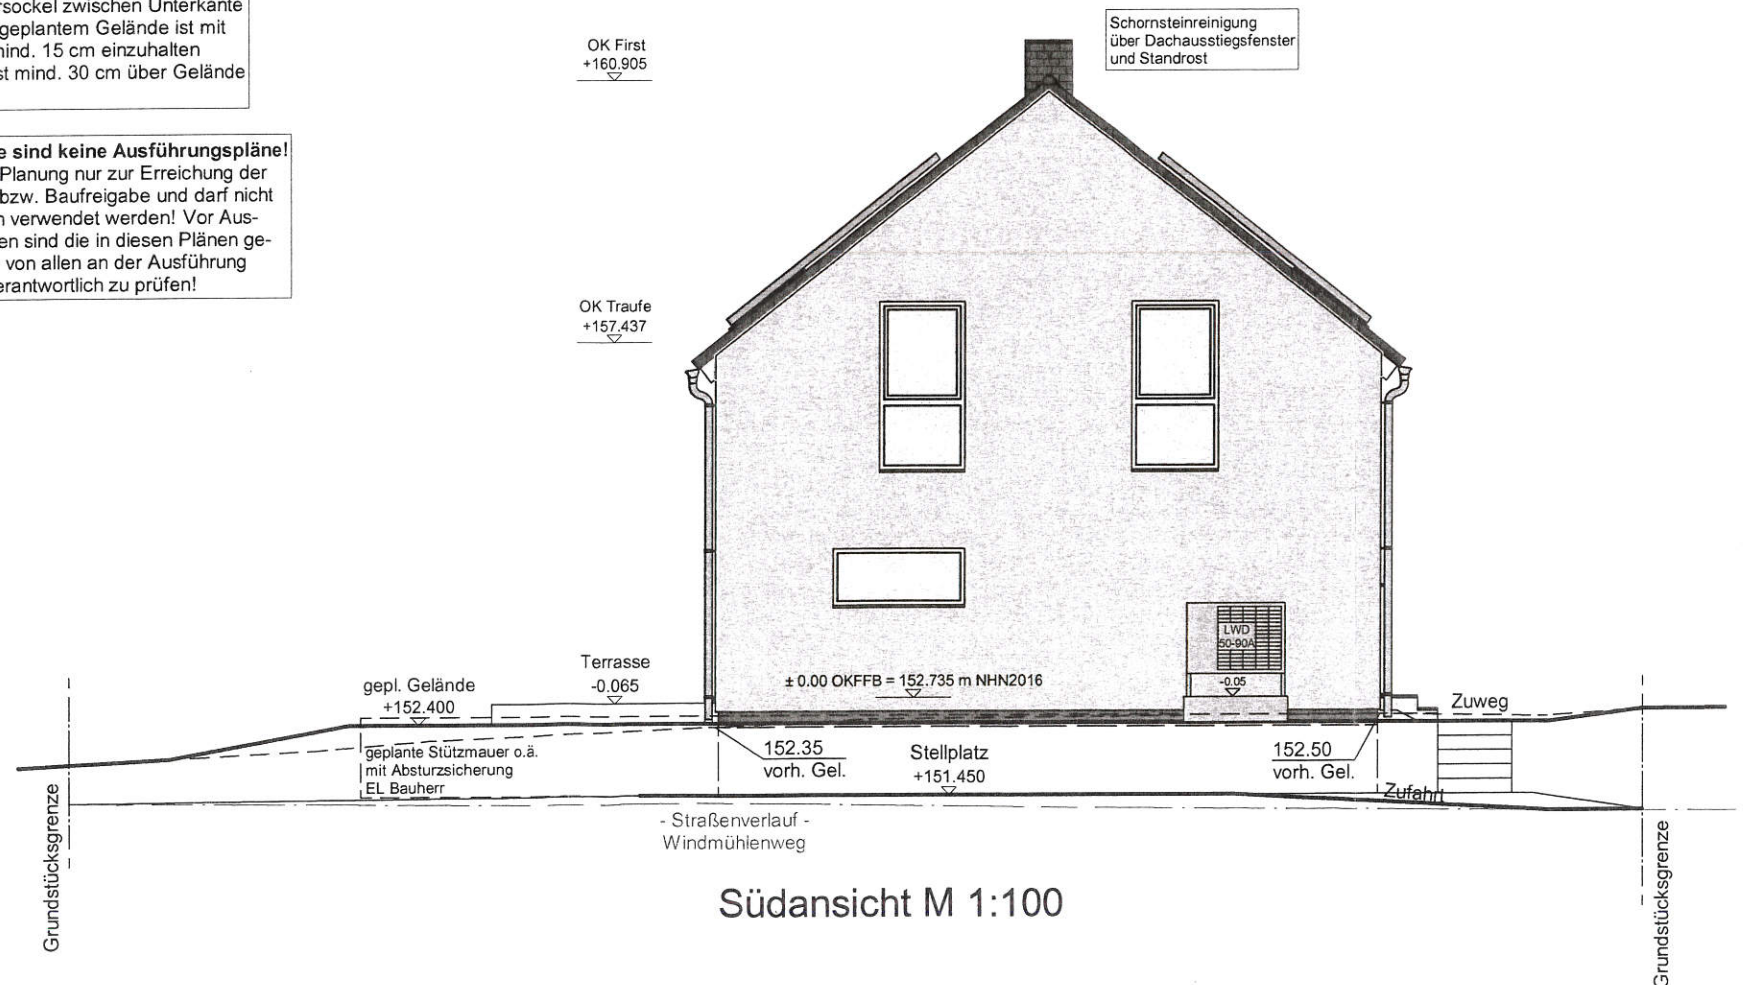 rsockel zwischen Unterkante
geplantem Gelände ist mit
mind. 15 cm einzuhalten
st mind. 30 cm über Gelände
e sind keine Ausführungspläne!
Planung nur zur Erreichung der
bzw. Baufreigabe und darf nicht
n verwendet werden! Vor Aus-
en sind die in diesen Plänen ge-
von allen an der Ausführung
erantwortlich zu prüfen!
OK First
+160.905
Schornsteinreinigung
über Dachausstiegsfenster
und Standrost
OK Traufe
+157.437
LWD
50-90A
-0.05
Terrasse
-0.065
± 0.00 OKFFB = 152.735 m NHN2016
gepl. Gelände
+152.400
Zuweg
geplante Stützmauer o.ä.
mit Absturzsicherung
EL Bauherr
152.35
vorh. Gel.
Stellplatz
+151.450
152.50
vorh. Gel.
Zufahrt
- Straßenverlauf -
Windmühlenweg
Grundstücksgrenze
Grundstücksgrenze
Südansicht M 1:100